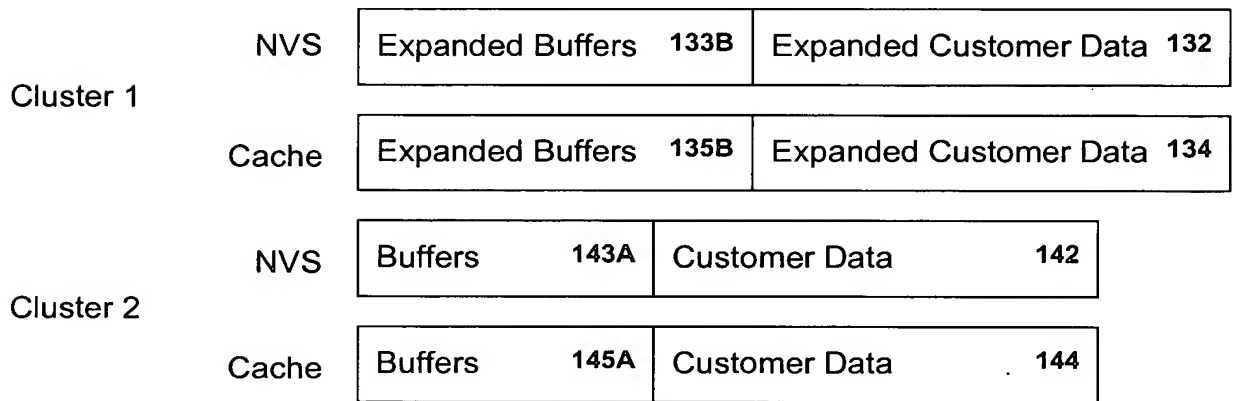 NVS Expanded Buffers 133B Expanded Customer Data 132
Cluster 1
Cache Expanded Buffers 135B Expanded Customer Data 134
NVS Buffers 143A Customer Data 142
Cluster 2
Cache Buffers 145A Customer Data 144